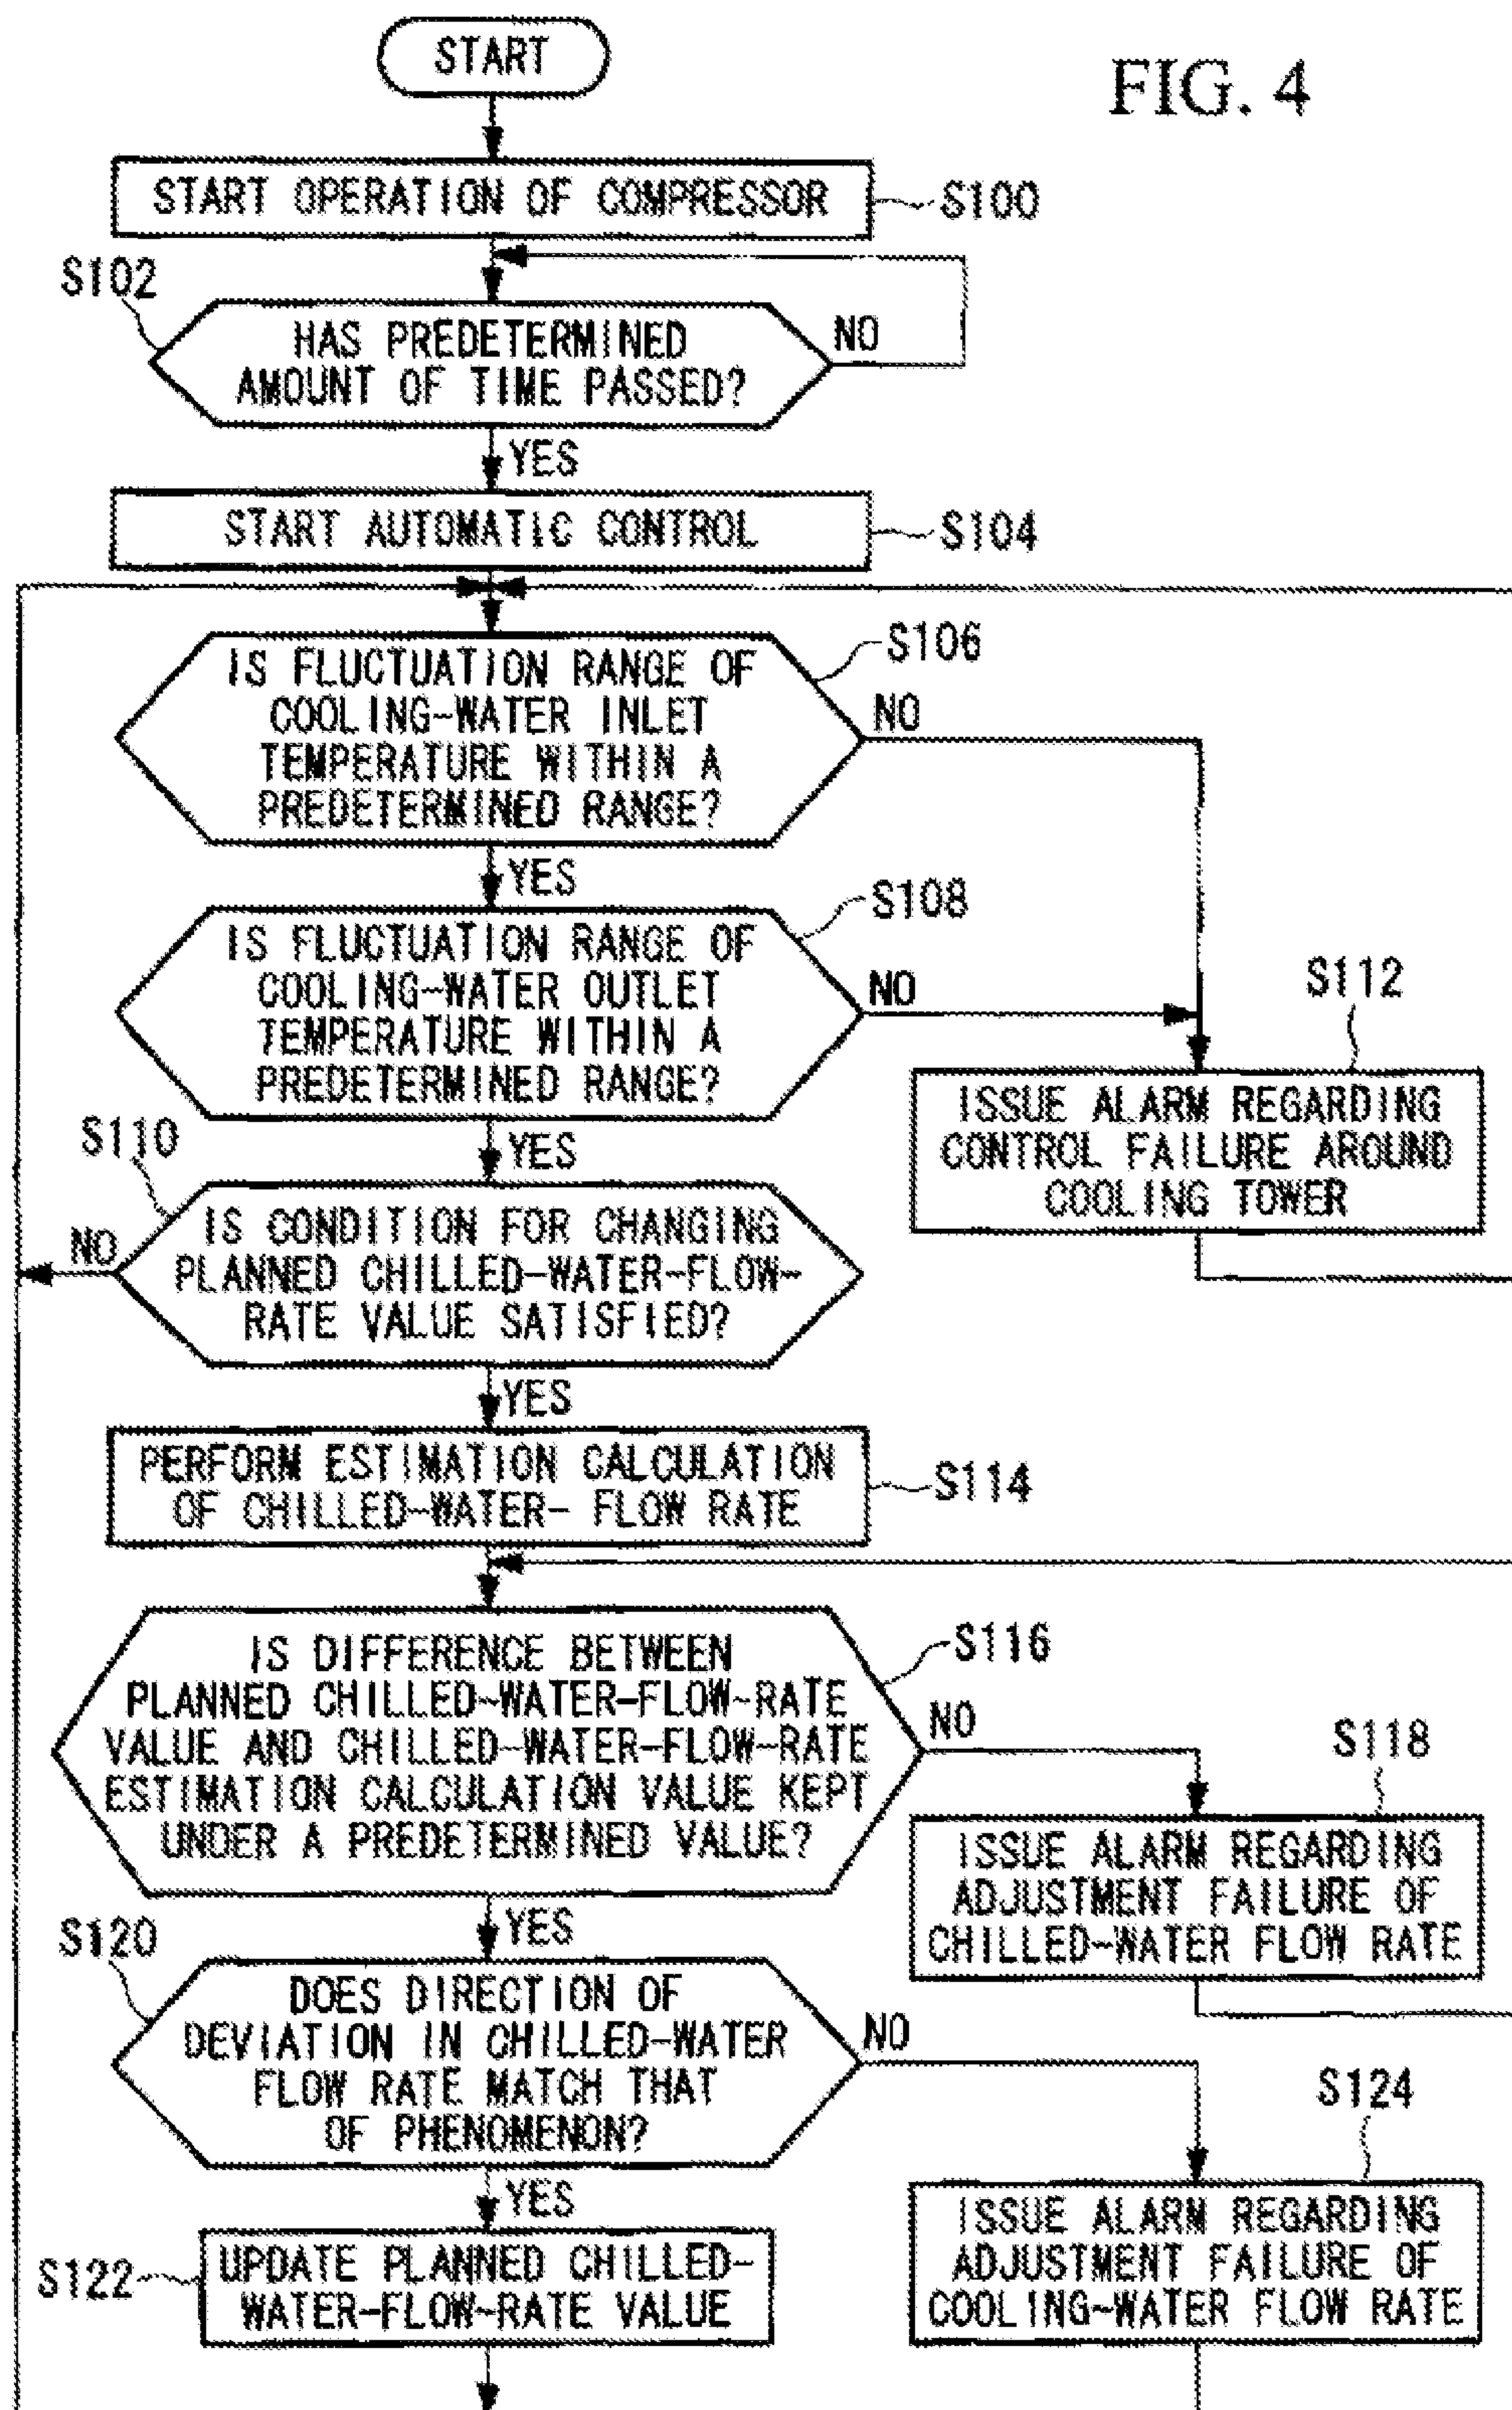 START
FIG. 4
START OPERATION OF COMPRESSOR
S100
S102
HAS PREDETERMINED
AMOUNT OF TIME PASSED?
NO
YES
START AUTOMATIC CONTROL
S104
IS FLUCTUATION RANGE OF
COOLING-WATER INLET
TEMPERATURE WITHIN A
PREDETERMINED RANGE?
S106
NO
YES
IS FLUCTUATION RANGE OF
COOLING-WATER OUTLET
TEMPERATURE WITHIN A
PREDETERMINED RANGE?
S108
NO
S112
ISSUE ALARM REGARDING
CONTROL FAILURE AROUND
COOLING TOWER
YES
S110
NO
IS CONDITION FOR CHANGING
PLANNED CHILLED-WATER-FLOW-
RATE VALUE SATISFIED?
YES
PERFORM ESTIMATION CALCULATION
OF CHILLED-WATER- FLOW RATE
S114
IS DIFFERENCE BETWEEN
PLANNED CHILLED-WATER-FLOW-RATE
VALUE AND CHILLED-WATER-FLOW-RATE
ESTIMATION CALCULATION VALUE KEPT
UNDER A PREDETERMINED VALUE?
S116
NO
S118
ISSUE ALARM REGARDING
ADJUSTMENT FAILURE OF
CHILLED-WATER FLOW RATE
YES
S120
DOES DIRECTION OF
DEVIATION IN CHILLED-WATER
FLOW RATE MATCH THAT
OF PHENOMENON?
NO
S124
ISSUE ALARM REGARDING
ADJUSTMENT FAILURE OF
COOLING-WATER FLOW RATE
YES
S122
UPDATE PLANNED CHILLED-
WATER-FLOW-RATE VALUE